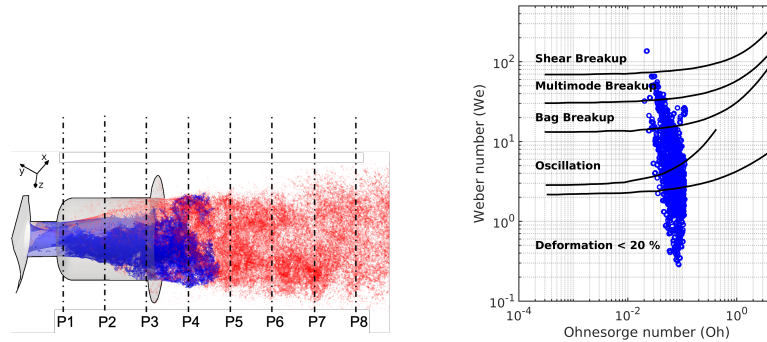 x
y
z
P1 P2 P3 P4 P5 P6 P7 P8
Weber number (We)
10^2
10^1
10^0
10^-1
Shear Breakup
Multimode Breakup
Bag Breakup
Oscillation
Deformation < 20 %
10^-4 10^-2 10^0
Ohnesorge number (Oh)